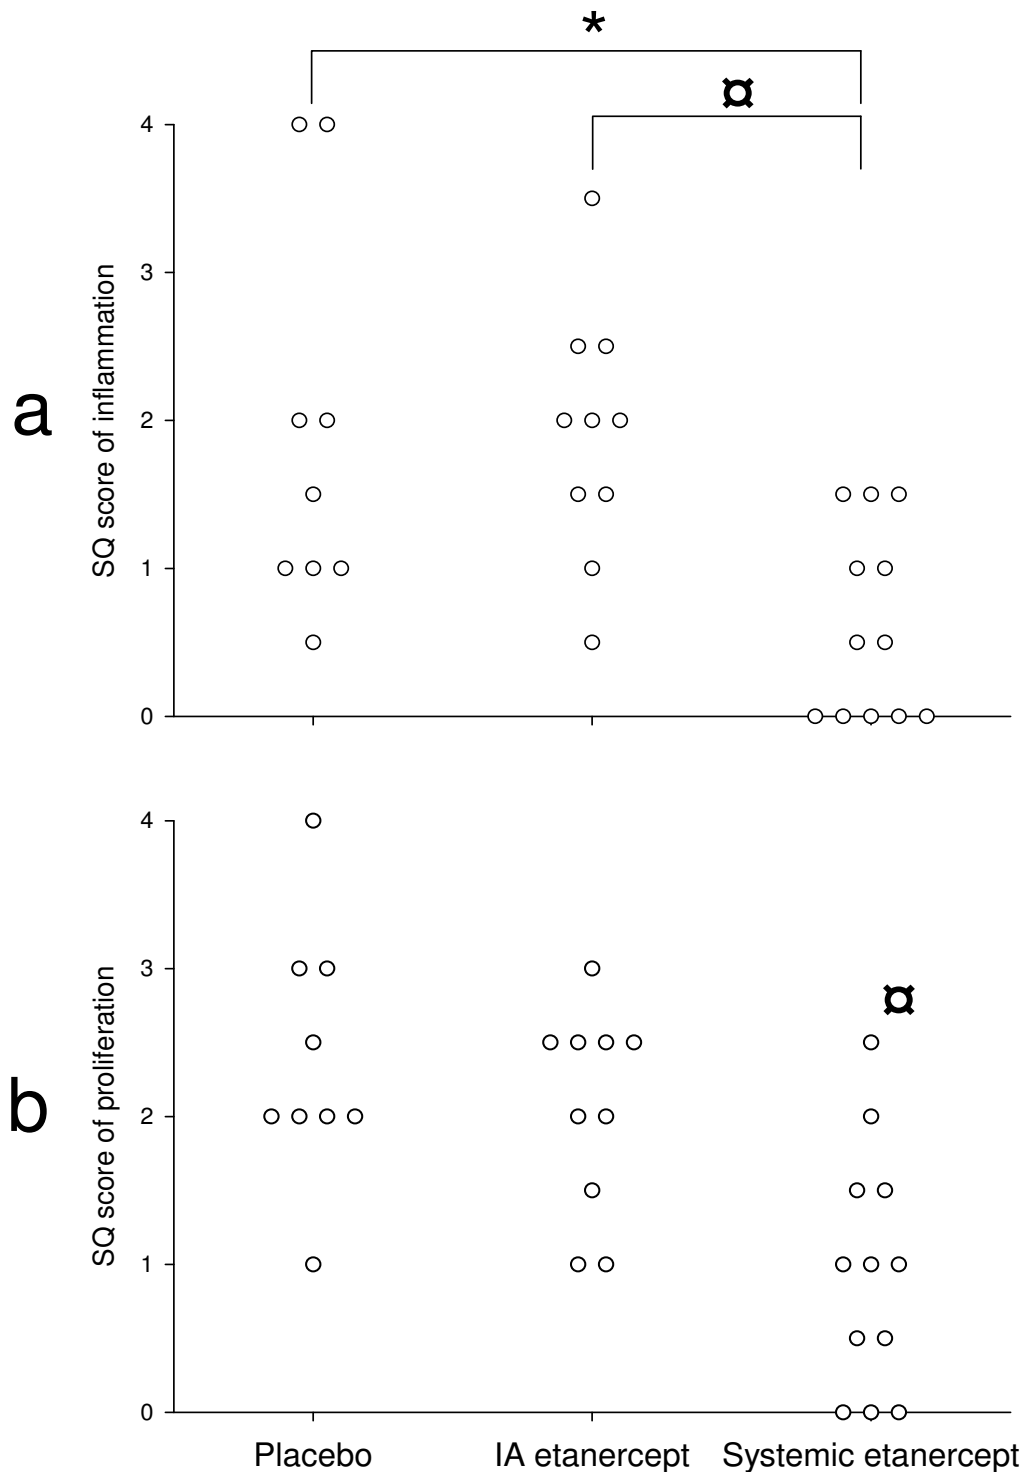 *
¤
4
3
2
1
0
SQ score of inflammation
a
4
3
2
1
0
¤
SQ score of proliferation
b
Placebo
IA etanercept
Systemic etanercept